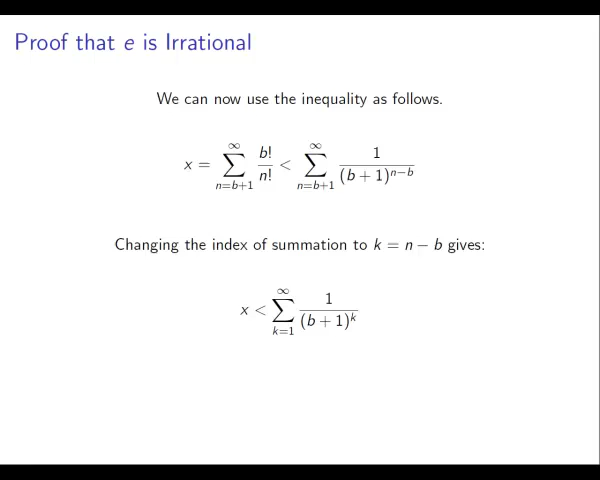 Proof that e is Irrational
We can now use the inequality as follows.
x = ∑_{n=b+1}^{∞} b!/n! < ∑_{n=b+1}^{∞} 1/(b + 1)^{n−b}
Changing the index of summation to k = n − b gives:
x < ∑_{k=1}^{∞} 1/(b + 1)^k